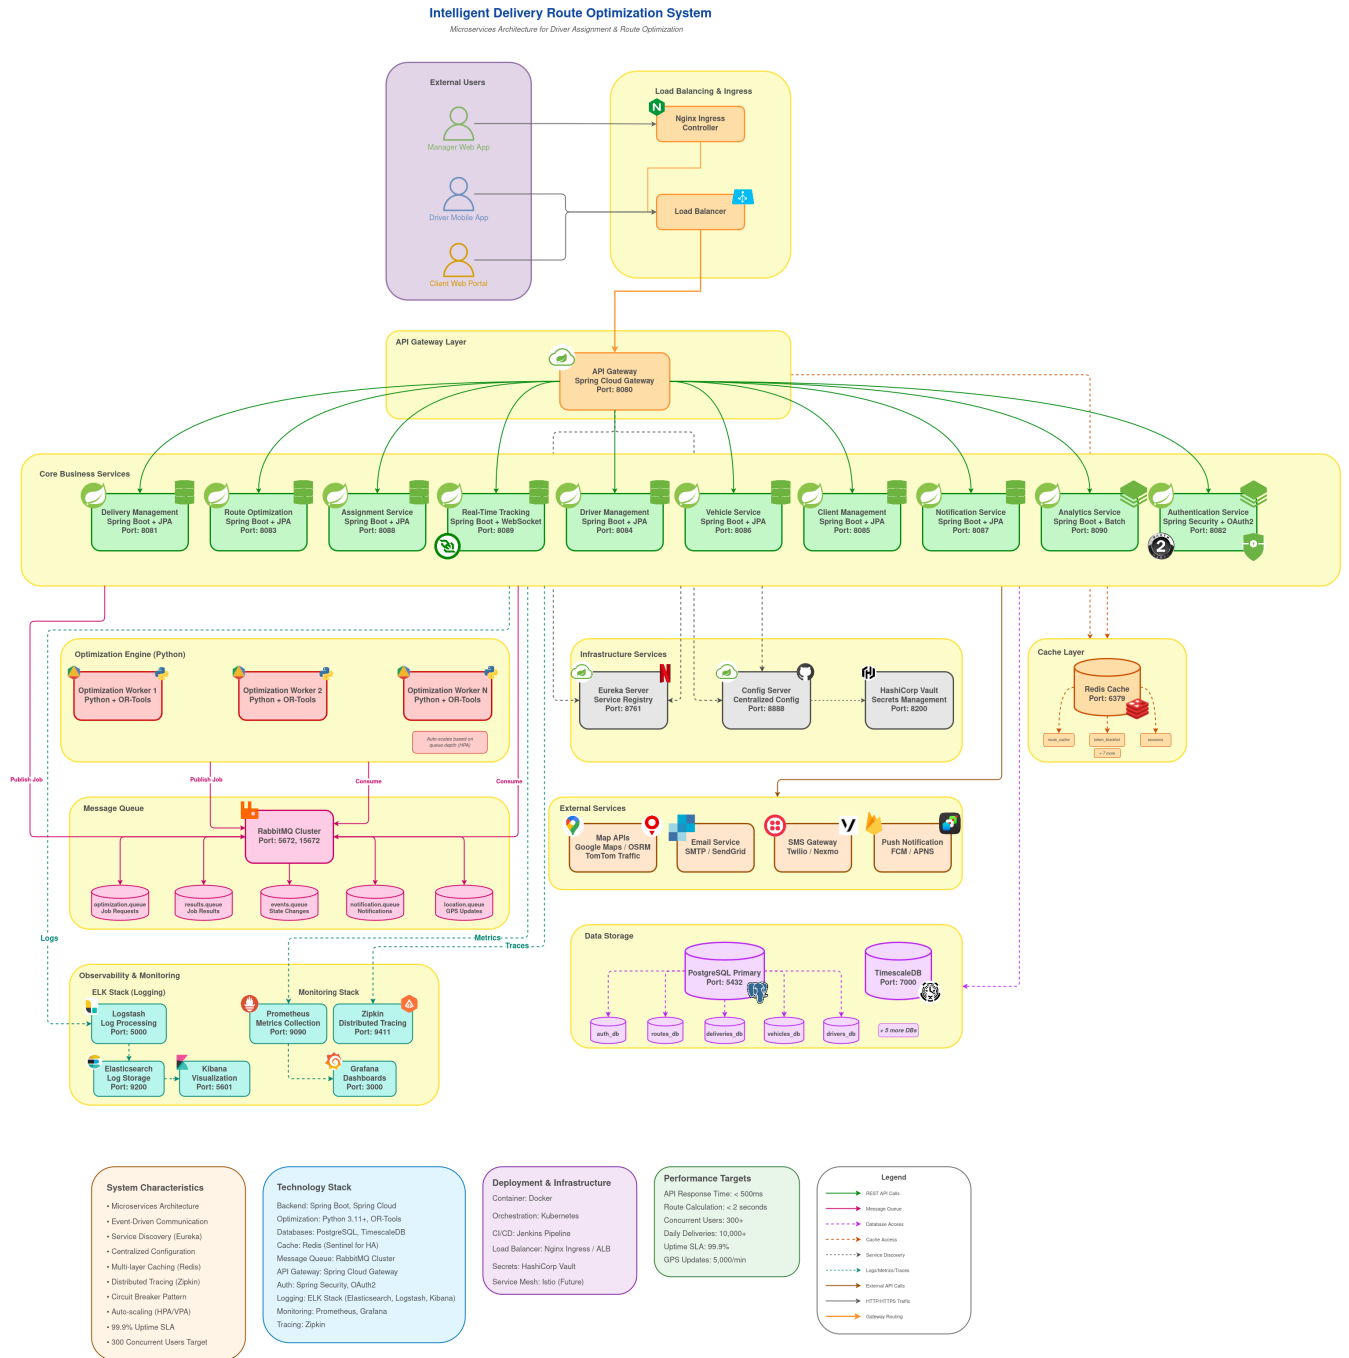 Intelligent Delivery Route Optimization System
Microservices Architecture for Driver Assignment & Route Optimization
External Users
Manager Web App
Driver Mobile App
Client Web Portal
Load Balancing & Ingress
Nginx Ingress
Controller
Load Balancer
API Gateway Layer
API Gateway
Spring Cloud Gateway
Port: 8080
Core Business Services
Delivery Management
Spring Boot + JPA
Port: 8081
Route Optimization
Spring Boot + JPA
Port: 8083
Assignment Service
Spring Boot + JPA
Port: 8088
Real-Time Tracking
Spring Boot + WebSocket
Port: 8089
Driver Management
Spring Boot + JPA
Port: 8084
Vehicle Service
Spring Boot + JPA
Port: 8086
Client Management
Spring Boot + JPA
Port: 8085
Notification Service
Spring Boot + JPA
Port: 8087
Analytics Service
Spring Boot + Batch
Port: 8090
Authentication Service
Spring Security + OAuth2
Port: 8082
2
Optimization Engine (Python)
Optimization Worker 1
Python + OR-Tools
Optimization Worker 2
Python + OR-Tools
Optimization Worker N
Python + OR-Tools
Auto-scales based on
queue depth (HPA)
Infrastructure Services
Eureka Server
Service Registry
Port: 8761
Config Server
Centralized Config
Port: 8888
HashiCorp Vault
Secrets Management
Port: 8200
Cache Layer
Redis Cache
Port: 6379
route_cache
token_blacklist
sessions
+ 7 more
Publish Job
Publish Job
Consume
Consume
Message Queue
RabbitMQ Cluster
Port: 5672, 15672
optimization.queue
Job Requests
results.queue
Job Results
events.queue
State Changes
notification.queue
Notifications
location.queue
GPS Updates
External Services
Map APIs
Google Maps / OSRM
TomTom Traffic
Email Service
SMTP / SendGrid
SMS Gateway
Twilio / Nexmo
Push Notification
FCM / APNS
Logs
Metrics
Traces
Data Storage
PostgreSQL Primary
Port: 5432
TimescaleDB
Port: 7000
auth_db
routes_db
deliveries_db
vehicles_db
drivers_db
+ 5 more DBs
Observability & Monitoring
ELK Stack (Logging)
Monitoring Stack
Logstash
Log Processing
Port: 5000
Prometheus
Metrics Collection
Port: 9090
Zipkin
Distributed Tracing
Port: 9411
Elasticsearch
Log Storage
Port: 9200
Kibana
Visualization
Port: 5601
Grafana
Dashboards
Port: 3000
System Characteristics
• Microservices Architecture
• Event-Driven Communication
• Service Discovery (Eureka)
• Centralized Configuration
• Multi-layer Caching (Redis)
• Distributed Tracing (Zipkin)
• Circuit Breaker Pattern
• Auto-scaling (HPA/VPA)
• 99.9% Uptime SLA
• 300 Concurrent Users Target
Technology Stack
Backend: Spring Boot, Spring Cloud
Optimization: Python 3.11+, OR-Tools
Databases: PostgreSQL, TimescaleDB
Cache: Redis (Sentinel for HA)
Message Queue: RabbitMQ Cluster
API Gateway: Spring Cloud Gateway
Auth: Spring Security, OAuth2
Logging: ELK Stack (Elasticsearch, Logstash, Kibana)
Monitoring: Prometheus, Grafana
Tracing: Zipkin
Deployment & Infrastructure
Container: Docker
Orchestration: Kubernetes
CI/CD: Jenkins Pipeline
Load Balancer: Nginx Ingress / ALB
Secrets: HashiCorp Vault
Service Mesh: Istio (Future)
Performance Targets
API Response Time: < 500ms
Route Calculation: < 2 seconds
Concurrent Users: 300+
Daily Deliveries: 10,000+
Uptime SLA: 99.9%
GPS Updates: 5,000/min
Legend
REST API Calls
Message Queue
Database Access
Cache Access
Service Discovery
Logs/Metrics/Traces
External API Calls
HTTP/HTTPS Traffic
Gateway Routing